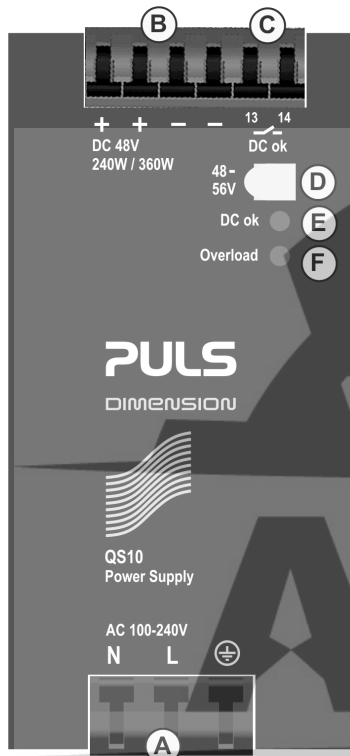 B C
+ + – – 13 14
DC 48V DC ok
240W / 360W
48-
56V D
DC ok E
Overload F
PULS
DIMENSION
QS10
Power Supply
AC 100-240V
N L
A